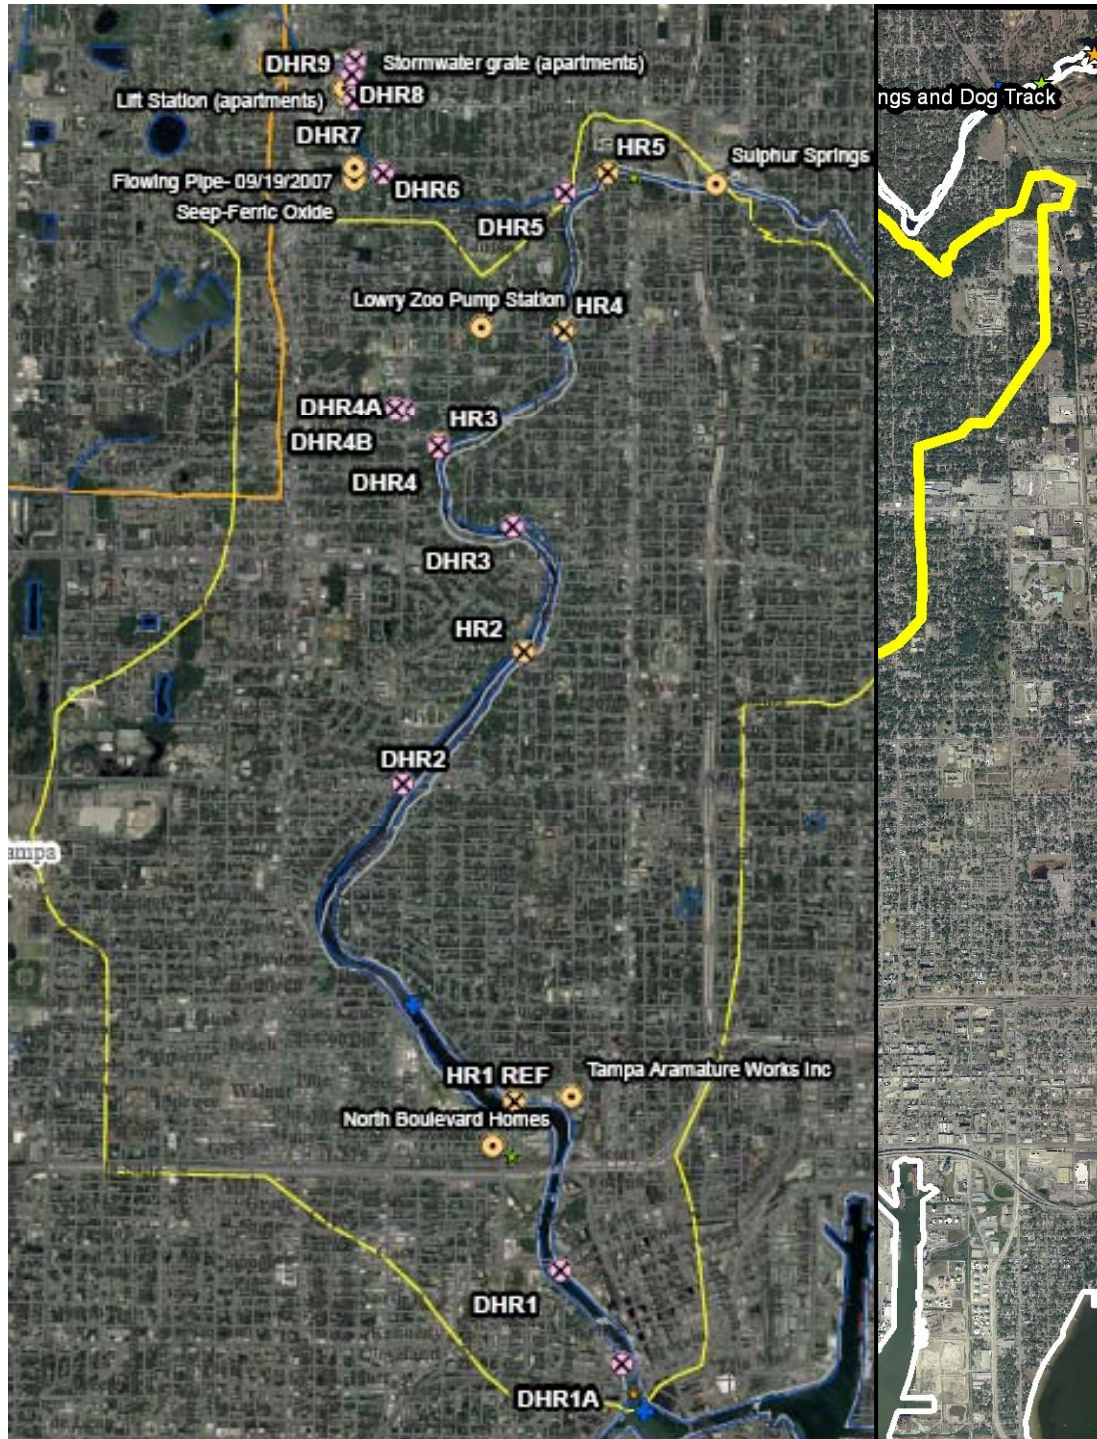 DHR9
Stormwater grate (apartments)
Lift Station (apartments)
DHR8
ngs and Dog Track
DHR7
HR5
Sulphur Springs
Flowing Pipe- 09/19/2007
DHR6
Seep-Ferric Oxide
DHR5
Lowry Zoo Pump Station
HR4
DHR4A
HR3
DHR4B
DHR4
DHR3
HR2
DHR2
ampa
HR1 REF
Tampa Aramature Works Inc
North Boulevard Homes
DHR1
DHR1A